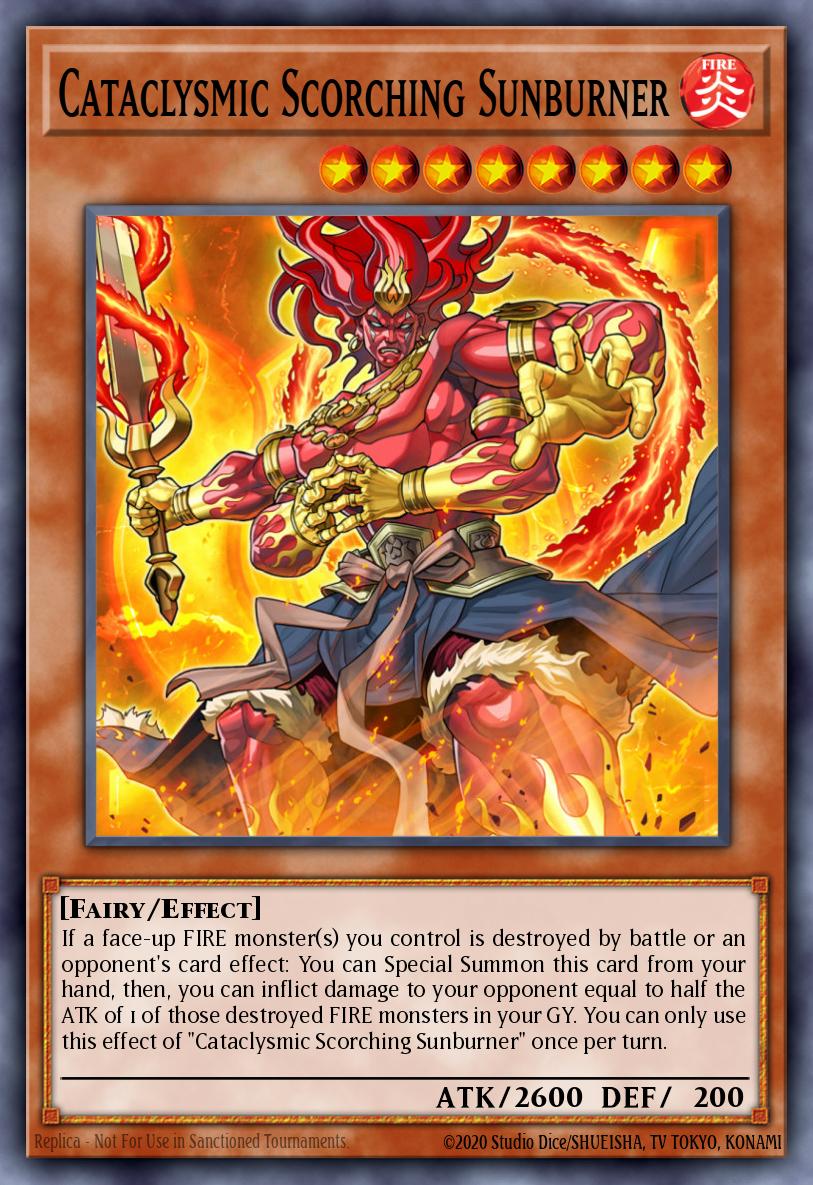 Cataclysmic Scorching Sunburner
FIRE
炎
[Fairy/Effect]
If a face-up FIRE monster(s) you control is destroyed by battle or an
opponent's card effect: You can Special Summon this card from your
hand, then, you can inflict damage to your opponent equal to half the
ATK of 1 of those destroyed FIRE monsters in your GY. You can only use
this effect of "Cataclysmic Scorching Sunburner" once per turn.
ATK/2600 DEF/ 200
Replica - Not For Use in Sanctioned Tournaments.
©2020 Studio Dice/SHUEISHA, TV TOKYO, KONAMI